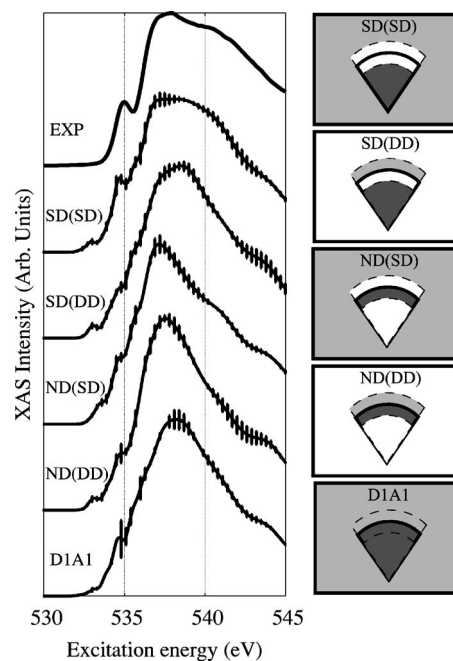 XAS Intensity (Arb. Units)
EXP
SD(SD)
SD(DD)
ND(SD)
ND(DD)
D1A1
530 535 540 545
Excitation energy (eV)
SD(SD)
SD(DD)
ND(SD)
ND(DD)
D1A1